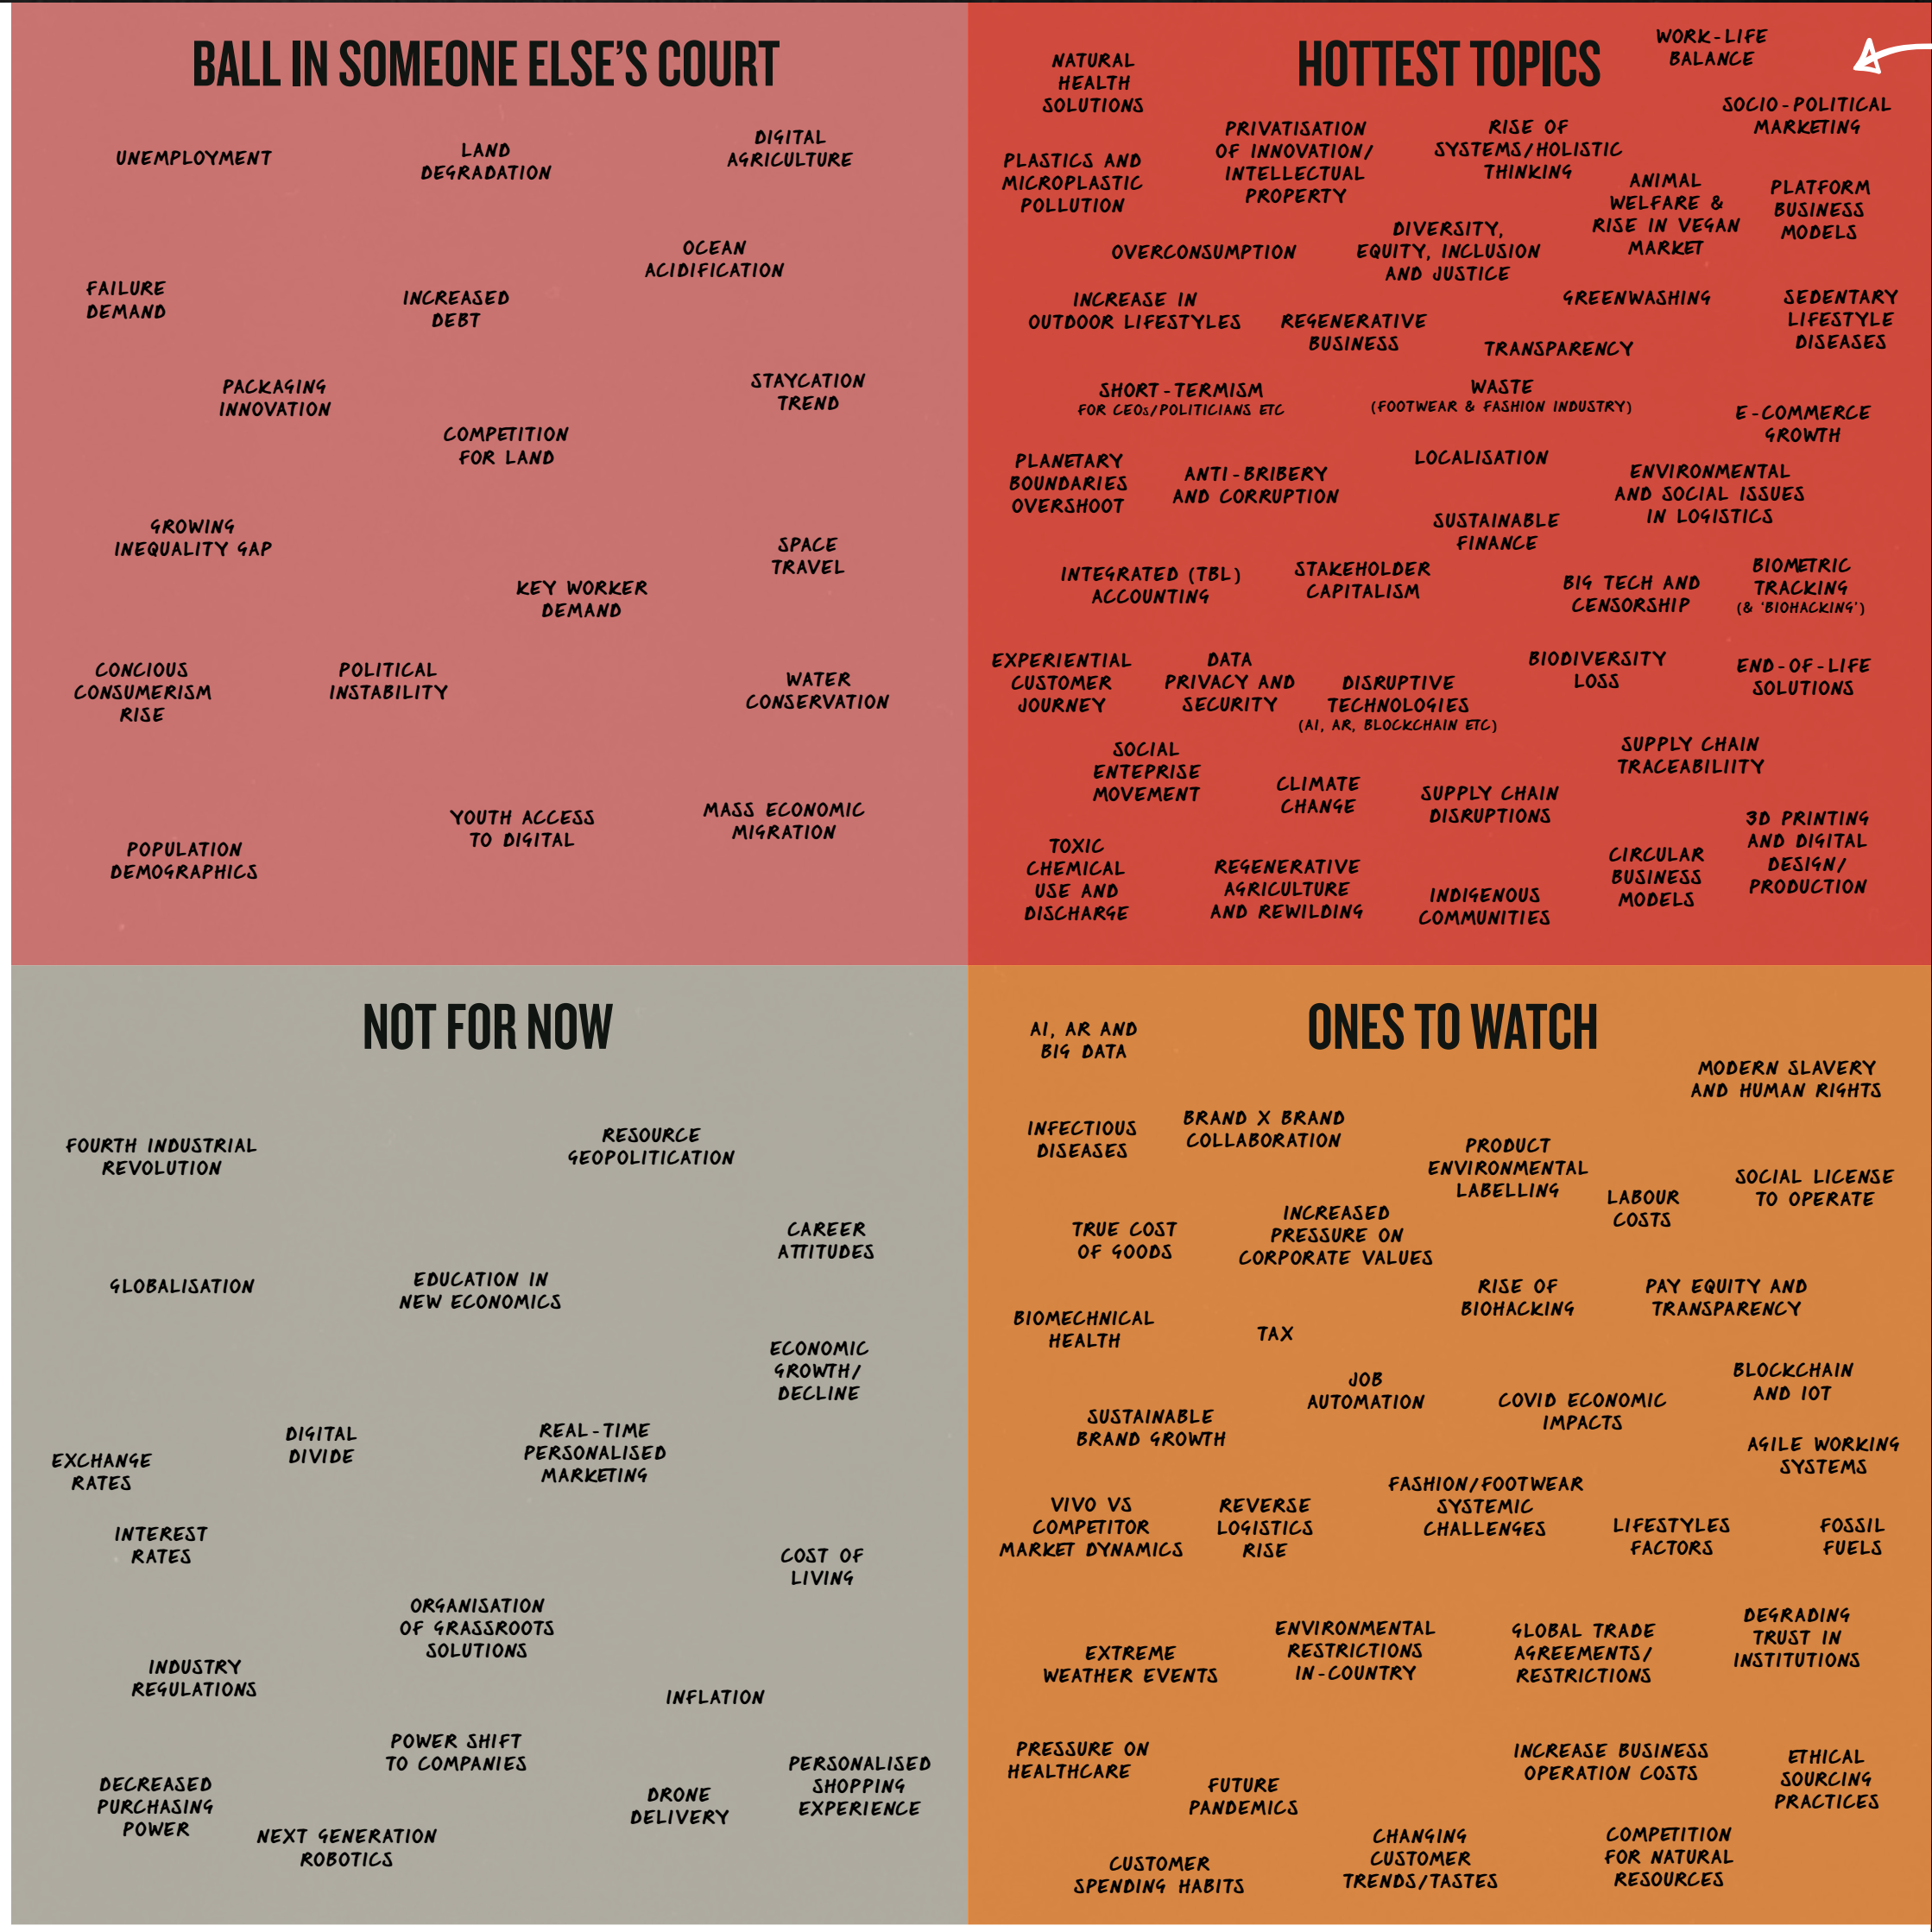 BALL IN SOMEONE ELSE'S COURT
UNEMPLOYMENT
LAND
DEGRADATION
DIGITAL
AGRICULTURE
OCEAN
ACIDIFICATION
FAILURE
DEMAND
INCREASED
DEBT
PACKAGING
INNOVATION
STAYCATION
TREND
COMPETITION
FOR LAND
GROWING
INEQUALITY GAP
SPACE
TRAVEL
KEY WORKER
DEMAND
CONCIOUS
CONSUMERISM
RISE
POLITICAL
INSTABILITY
WATER
CONSERVATION
YOUTH ACCESS
TO DIGITAL
MASS ECONOMIC
MIGRATION
POPULATION
DEMOGRAPHICS
HOTTEST TOPICS
WORK-LIFE
BALANCE
NATURAL
HEALTH
SOLUTIONS
SOCIO-POLITICAL
MARKETING
PRIVATISATION
OF INNOVATION/
INTELLECTUAL
PROPERTY
RISE OF
SYSTEMS/HOLISTIC
THINKING
PLASTICS AND
MICROPLASTIC
POLLUTION
ANIMAL
WELFARE &
RISE IN VEGAN
MARKET
PLATFORM
BUSINESS
MODELS
OVERCONSUMPTION
DIVERSITY,
EQUITY, INCLUSION
AND JUSTICE
INCREASE IN
OUTDOOR LIFESTYLES
REGENERATIVE
BUSINESS
GREENWASHING
SEDENTARY
LIFESTYLE
DISEASES
TRANSPARENCY
SHORT-TERMISM
FOR CEOs/POLITICIANS ETC
WASTE
(FOOTWEAR & FASHION INDUSTRY)
E-COMMERCE
GROWTH
PLANETARY
BOUNDARIES
OVERSHOOT
ANTI-BRIBERY
AND CORRUPTION
LOCALISATION
ENVIRONMENTAL
AND SOCIAL ISSUES
IN LOGISTICS
SUSTAINABLE
FINANCE
INTEGRATED (TBL)
ACCOUNTING
STAKEHOLDER
CAPITALISM
BIG TECH AND
CENSORSHIP
BIOMETRIC
TRACKING
(& 'BIOHACKING')
EXPERIENTIAL
CUSTOMER
JOURNEY
DATA
PRIVACY AND
SECURITY
DISRUPTIVE
TECHNOLOGIES
(AI, AR, BLOCKCHAIN ETC)
BIODIVERSITY
LOSS
END-OF-LIFE
SOLUTIONS
SOCIAL
ENTEPRISE
MOVEMENT
CLIMATE
CHANGE
SUPPLY CHAIN
DISRUPTIONS
SUPPLY CHAIN
TRACEABILIITY
TOXIC
CHEMICAL
USE AND
DISCHARGE
REGENERATIVE
AGRICULTURE
AND REWILDING
INDIGENOUS
COMMUNITIES
CIRCULAR
BUSINESS
MODELS
3D PRINTING
AND DIGITAL
DESIGN/
PRODUCTION
NOT FOR NOW
FOURTH INDUSTRIAL
REVOLUTION
RESOURCE
GEOPOLITICATION
CAREER
ATTITUDES
GLOBALISATION
EDUCATION IN
NEW ECONOMICS
ECONOMIC
GROWTH/
DECLINE
DIGITAL
DIVIDE
REAL-TIME
PERSONALISED
MARKETING
EXCHANGE
RATES
INTEREST
RATES
COST OF
LIVING
ORGANISATION
OF GRASSROOTS
SOLUTIONS
INDUSTRY
REGULATIONS
INFLATION
POWER SHIFT
TO COMPANIES
PERSONALISED
SHOPPING
EXPERIENCE
DECREASED
PURCHASING
POWER
DRONE
DELIVERY
NEXT GENERATION
ROBOTICS
ONES TO WATCH
AI, AR AND
BIG DATA
MODERN SLAVERY
AND HUMAN RIGHTS
INFECTIOUS
DISEASES
BRAND X BRAND
COLLABORATION
PRODUCT
ENVIRONMENTAL
LABELLING
SOCIAL LICENSE
TO OPERATE
LABOUR
COSTS
TRUE COST
OF GOODS
INCREASED
PRESSURE ON
CORPORATE VALUES
RISE OF
BIOHACKING
PAY EQUITY AND
TRANSPARENCY
BIOMECHNICAL
HEALTH
TAX
JOB
AUTOMATION
COVID ECONOMIC
IMPACTS
BLOCKCHAIN
AND IOT
SUSTAINABLE
BRAND GROWTH
AGILE WORKING
SYSTEMS
VIVO VS
COMPETITOR
MARKET DYNAMICS
REVERSE
LOGISTICS
RISE
FASHION/FOOTWEAR
SYSTEMIC
CHALLENGES
LIFESTYLES
FACTORS
FOSSIL
FUELS
EXTREME
WEATHER EVENTS
ENVIRONMENTAL
RESTRICTIONS
IN-COUNTRY
GLOBAL TRADE
AGREEMENTS/
RESTRICTIONS
DEGRADING
TRUST IN
INSTITUTIONS
PRESSURE ON
HEALTHCARE
FUTURE
PANDEMICS
INCREASE BUSINESS
OPERATION COSTS
ETHICAL
SOURCING
PRACTICES
CUSTOMER
SPENDING HABITS
CHANGING
CUSTOMER
TRENDS/TASTES
COMPETITION
FOR NATURAL
RESOURCES